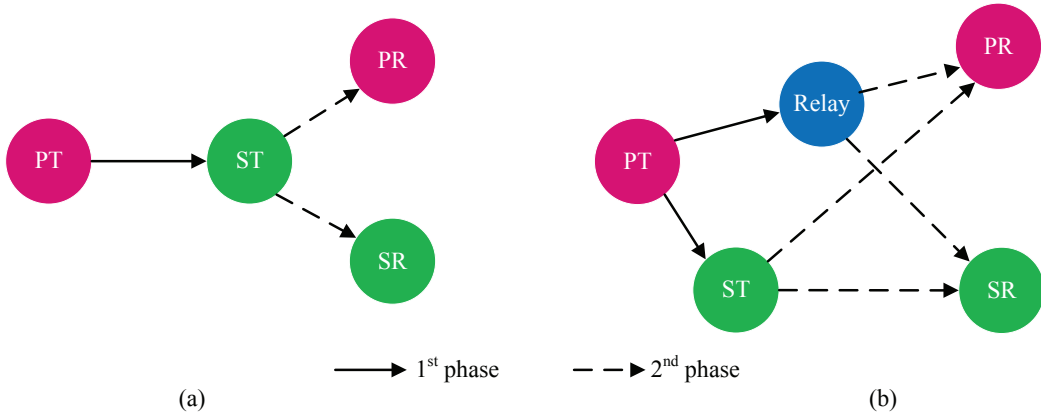 PR
PT
ST
SR
PR
Relay
PT
ST
SR
1st phase
2nd phase
(a)
(b)